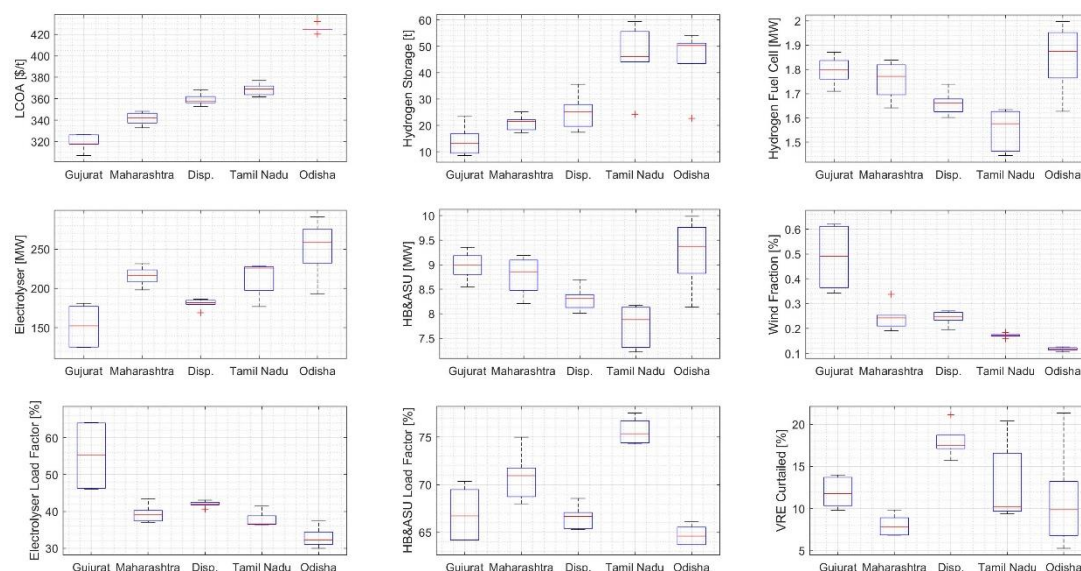 LCOA [$/t]
420
400
380
360
340
320
Gujurat Maharashtra Disp. Tamil Nadu Odisha
Hydrogen Storage [t]
60
50
40
30
20
10
Gujurat Maharashtra Disp. Tamil Nadu Odisha
Hydrogen Fuel Cell [MW]
2
1.9
1.8
1.7
1.6
1.5
Gujurat Maharashtra Disp. Tamil Nadu Odisha
Electrolyser [MW]
250
200
150
Gujurat Maharashtra Disp. Tamil Nadu Odisha
HB&ASU [MW]
10
9.5
9
8.5
8
7.5
Gujurat Maharashtra Disp. Tamil Nadu Odisha
Wind Fraction [%]
0.6
0.5
0.4
0.3
0.2
0.1
Gujurat Maharashtra Disp. Tamil Nadu Odisha
Electrolyser Load Factor [%]
60
50
40
30
Gujurat Maharashtra Disp. Tamil Nadu Odisha
HB&ASU Load Factor [%]
75
70
65
Gujurat Maharashtra Disp. Tamil Nadu Odisha
VRE Curtailed [%]
20
15
10
5
Gujurat Maharashtra Disp. Tamil Nadu Odisha